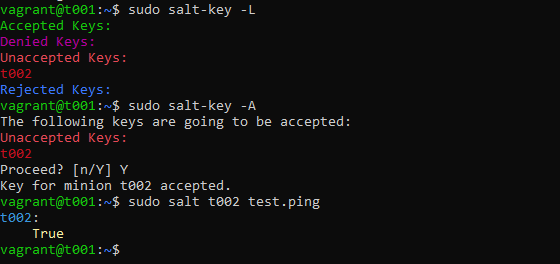 vagrant@t001:~$ sudo salt-key -L
Accepted Keys:
Denied Keys:
Unaccepted Keys:
t002
Rejected Keys:
vagrant@t001:~$ sudo salt-key -A
The following keys are going to be accepted:
Unaccepted Keys:
t002
Proceed? [n/Y] Y
Key for minion t002 accepted.
vagrant@t001:~$ sudo salt t002 test.ping
t002:
    True
vagrant@t001:~$